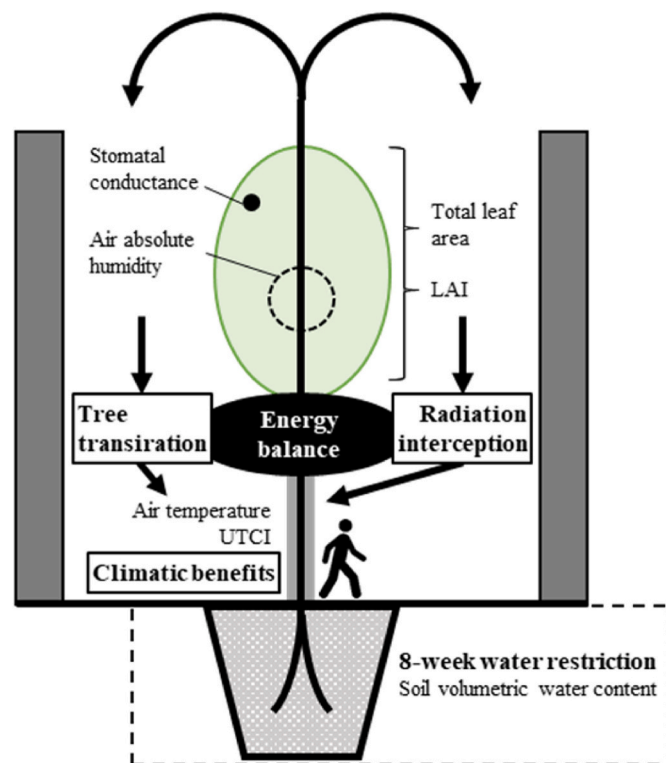 Stomatal
conductance
Air absolute
humidity
Total leaf
area
LAI
Tree
transiration
Energy
balance
Radiation
interception
Air temperature
UTCI
Climatic benefits
8-week water restriction
Soil volumetric water content